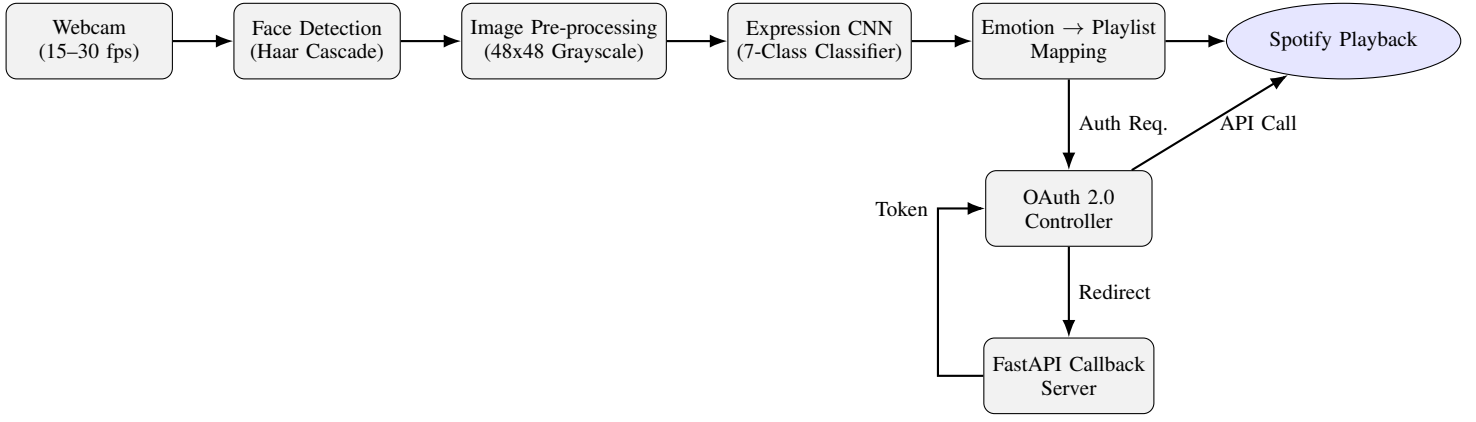 Webcam
(15–30 fps)
Face Detection
(Haar Cascade)
Image Pre-processing
(48x48 Grayscale)
Expression CNN
(7-Class Classifier)
Emotion → Playlist
Mapping
Spotify Playback
Auth Req.
API Call
OAuth 2.0
Controller
Token
Redirect
FastAPI Callback
Server